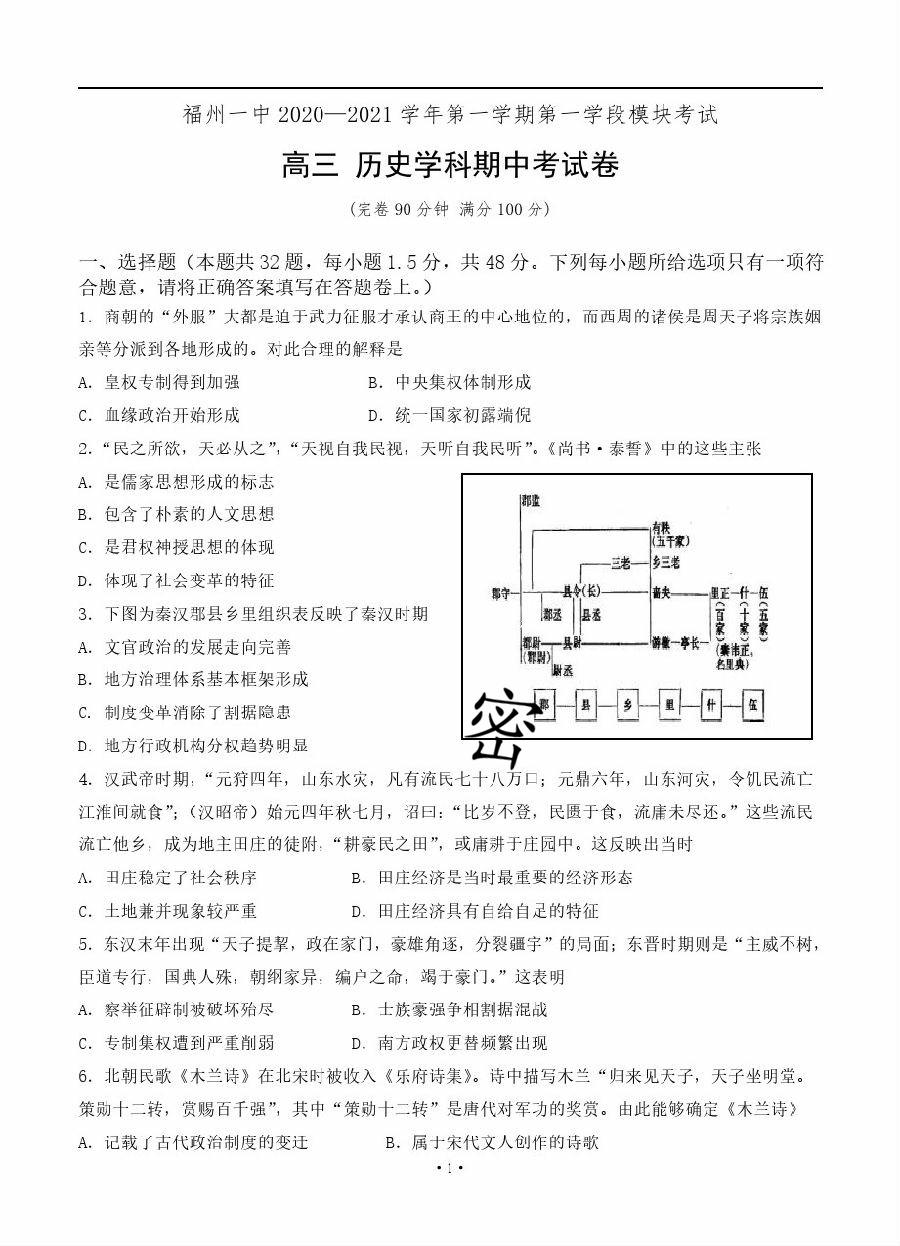 福州一中 2020—2021 学年第一学期第一学段模块考试
高三 历史学科期中考试卷
(完卷 90 分钟 满分 100 分)
一、选择题（本题共 32 题，每小题 1.5 分，共 48 分。下列每小题所给选项只有一项符
合题意，请将正确答案填写在答题卷上。）
1．商朝的“外服”大都是迫于武力征服才承认商王的中心地位的，而西周的诸侯是周天子将宗族姻
亲等分派到各地形成的。对此合理的解释是
A．皇权专制得到加强 B．中央集权体制形成
C．血缘政治开始形成 D．统一国家初露端倪
2．“民之所欲，天必从之”，“天视自我民视，天听自我民听”。《尚书·泰誓》中的这些主张
A．是儒家思想形成的标志
B．包含了朴素的人文思想
C．是君权神授思想的体现
D．体现了社会变革的特征
3．下图为秦汉郡县乡里组织表反映了秦汉时期
A．文官政治的发展走向完善
B．地方治理体系基本框架形成
C．制度变革消除了割据隐患
D．地方行政机构分权趋势明显
郡监
有秩
(五千家)
三老 乡三老
郡守 县令(长) 啬夫 里正 什 伍
(百家) (十家) (五家)
郡丞 县丞
郡尉 县尉 游徼 亭长
(郡尉)
尉丞
名里典)
郡 县 乡 里 什 伍
密
4．汉武帝时期，“元狩四年，山东水灾，凡有流民七十八万口；元鼎六年，山东河灾，令饥民流亡
江淮间就食”；（汉昭帝）始元四年秋七月，诏曰：“比岁不登，民匮于食，流庸未尽还。”这些流民
流亡他乡，成为地主田庄的徒附，“耕豪民之田”，或庸耕于庄园中。这反映出当时
A．田庄稳定了社会秩序 B．田庄经济是当时最重要的经济形态
C．土地兼并现象较严重 D．田庄经济具有自给自足的特征
5．东汉末年出现“天子提挈，政在家门，豪雄角逐，分裂疆宇”的局面；东晋时期则是“主威不树，
臣道专行，国典人殊，朝纲家异，编户之命，竭于豪门。”这表明
A．察举征辟制被破坏殆尽 B．士族豪强争相割据混战
C．专制集权遭到严重削弱 D．南方政权更替频繁出现
6．北朝民歌《木兰诗》在北宋时被收入《乐府诗集》。诗中描写木兰“归来见天子，天子坐明堂。
策勋十二转，赏赐百千强”，其中“策勋十二转”是唐代对军功的奖赏。由此能够确定《木兰诗》
A．记载了古代政治制度的变迁 B．属于宋代文人创作的诗歌
·1·